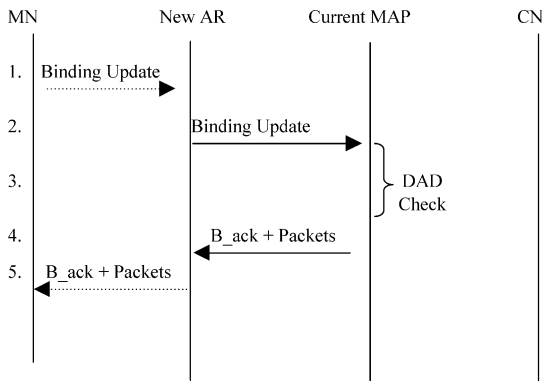 MN New AR Current MAP CN
1. Binding Update
2. Binding Update
3. DAD
Check
4. B_ack + Packets
5. B_ack + Packets